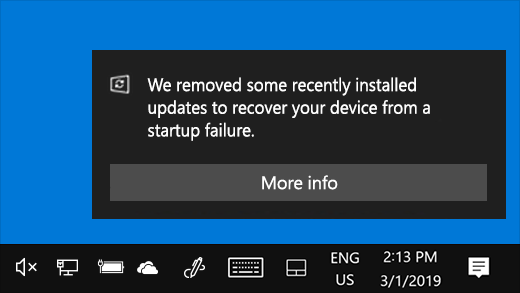 We removed some recently installed
updates to recover your device from a
startup failure.
More info
ENG
US
2:13 PM
3/1/2019